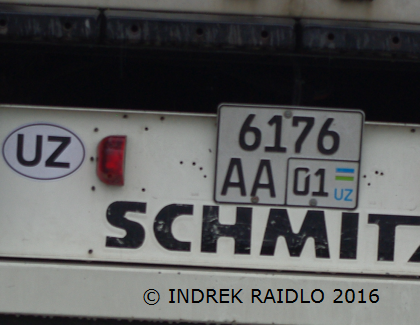 UZ
6176
AA 01
UZ
SCHMITZ
© INDREK RAIDLO 2016